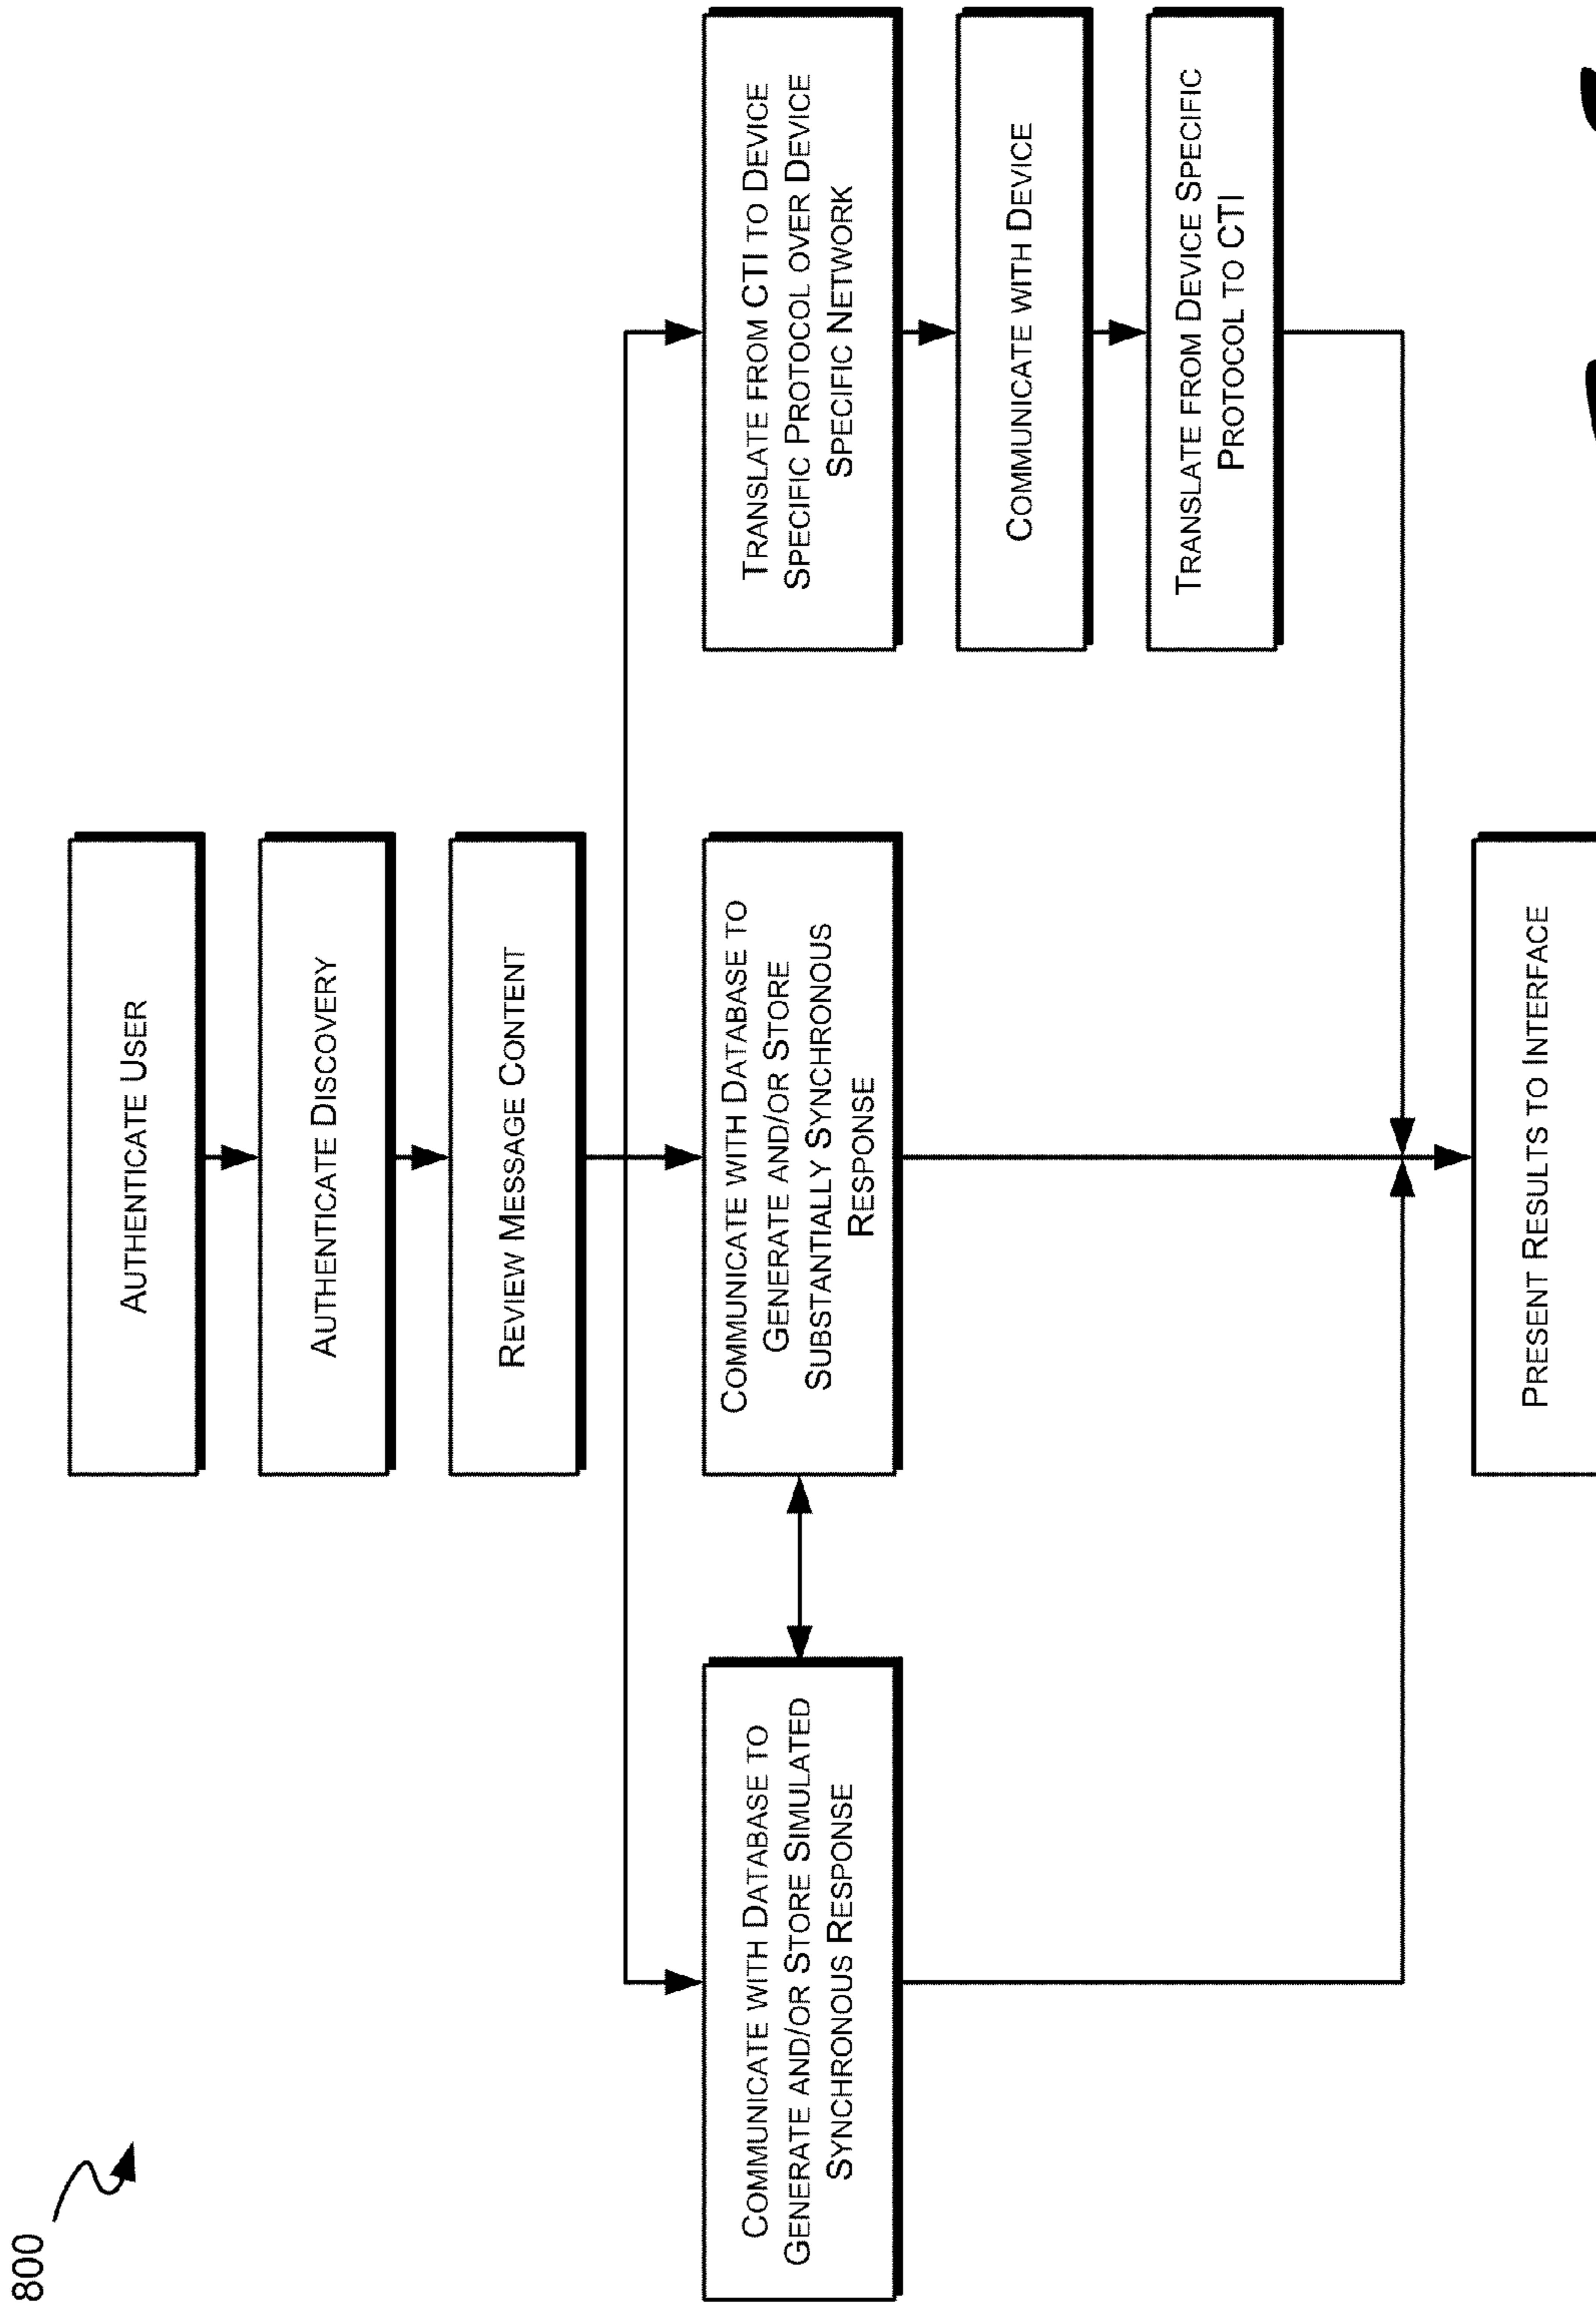 800
AUTHENTICATE USER
AUTHENTICATE DISCOVERY
REVIEW MESSAGE CONTENT
COMMUNICATE WITH DATABASE TO
GENERATE AND/OR STORE SIMULATED
SYNCHRONOUS RESPONSE
COMMUNICATE WITH DATABASE TO
GENERATE AND/OR STORE
SUBSTANTIALLY SYNCHRONOUS
RESPONSE
TRANSLATE FROM CTI TO DEVICE
SPECIFIC PROTOCOL OVER DEVICE
SPECIFIC NETWORK
COMMUNICATE WITH DEVICE
TRANSLATE FROM DEVICE SPECIFIC
PROTOCOL TO CTI
PRESENT RESULTS TO INTERFACE